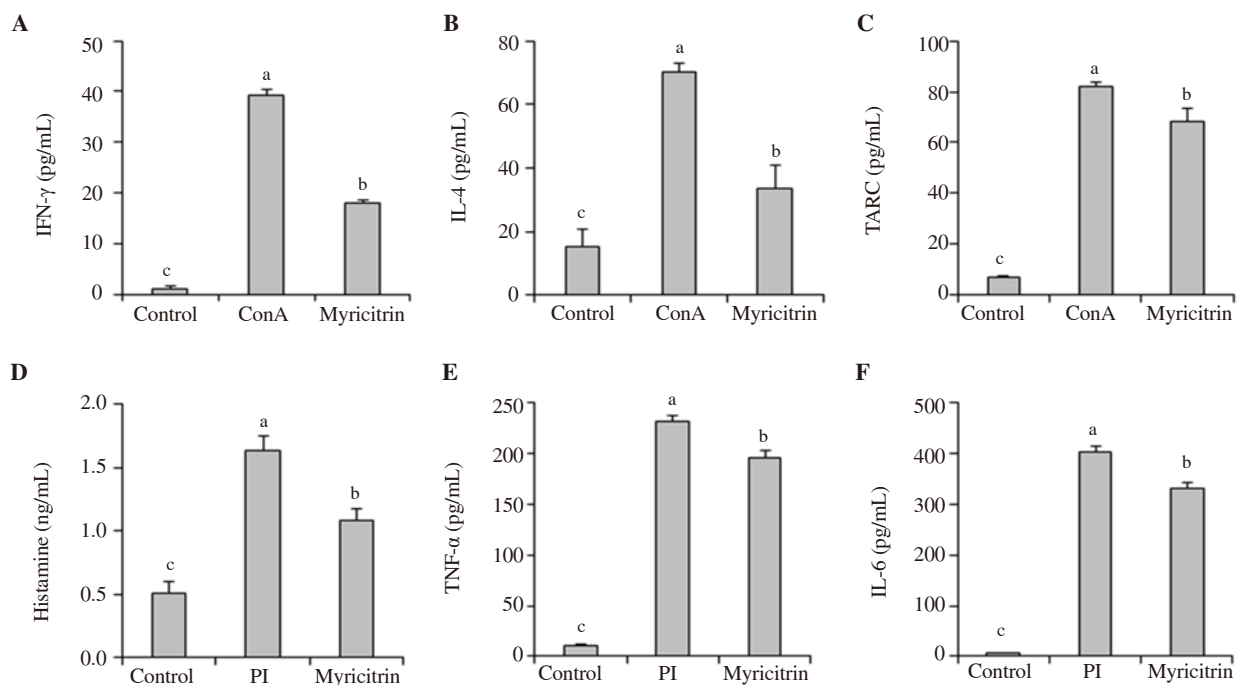 A
IFN-γ (pg/mL)
50
40
30
20
10
0
c
a
b
Control ConA Myricitrin
B
IL-4 (pg/mL)
80
60
40
20
0
c
a
b
Control ConA Myricitrin
C
TARC (pg/mL)
100
80
60
40
20
0
c
a
b
Control ConA Myricitrin
D
Histamine (ng/mL)
2.0
1.5
1.0
0.5
0.0
c
a
b
Control PI Myricitrin
E
TNF-α (pg/mL)
250
200
150
100
50
0
c
a
b
Control PI Myricitrin
F
IL-6 (pg/mL)
500
400
300
200
100
0
c
a
b
Control PI Myricitrin